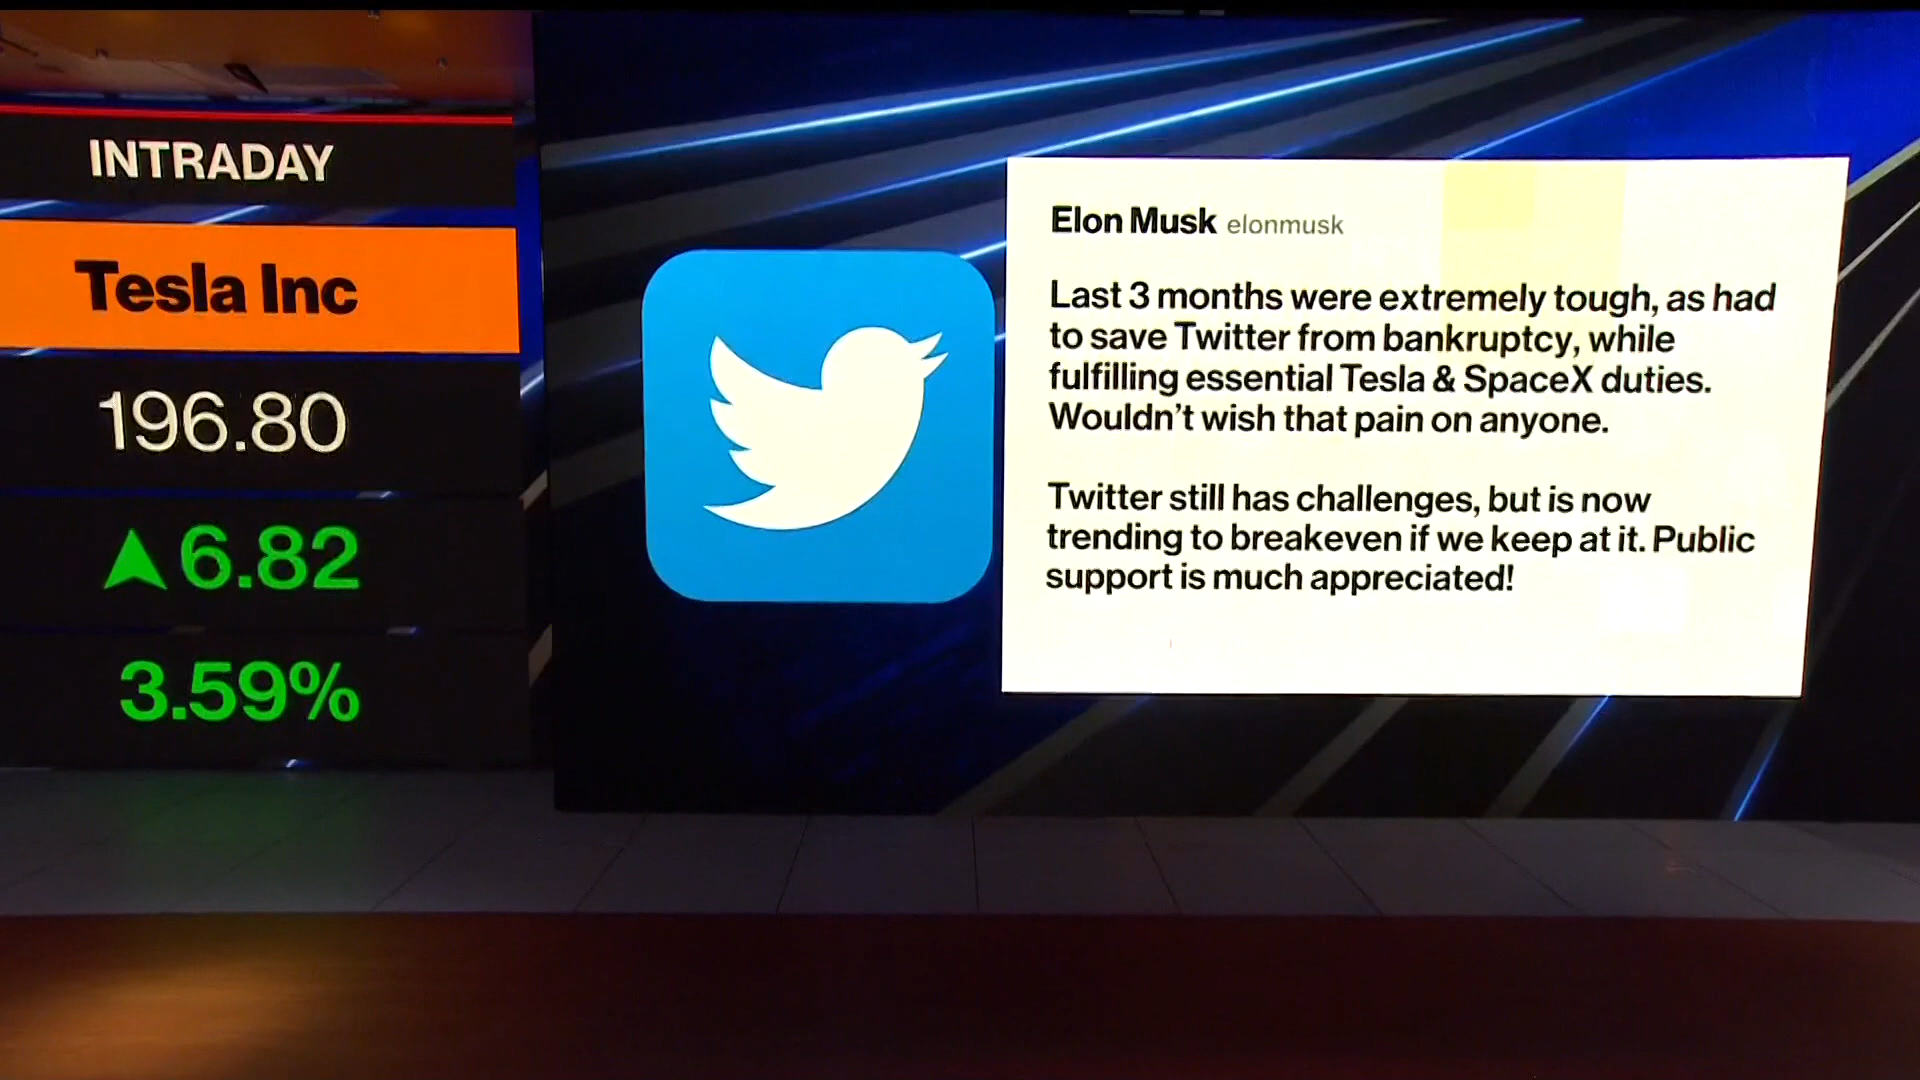 INTRADAY
Tesla Inc
196.80
▲6.82
3.59%
Elon Musk elonmusk
Last 3 months were extremely tough, as had
to save Twitter from bankruptcy, while
fulfilling essential Tesla & SpaceX duties.
Wouldn't wish that pain on anyone.
Twitter still has challenges, but is now
trending to breakeven if we keep at it. Public
support is much appreciated!